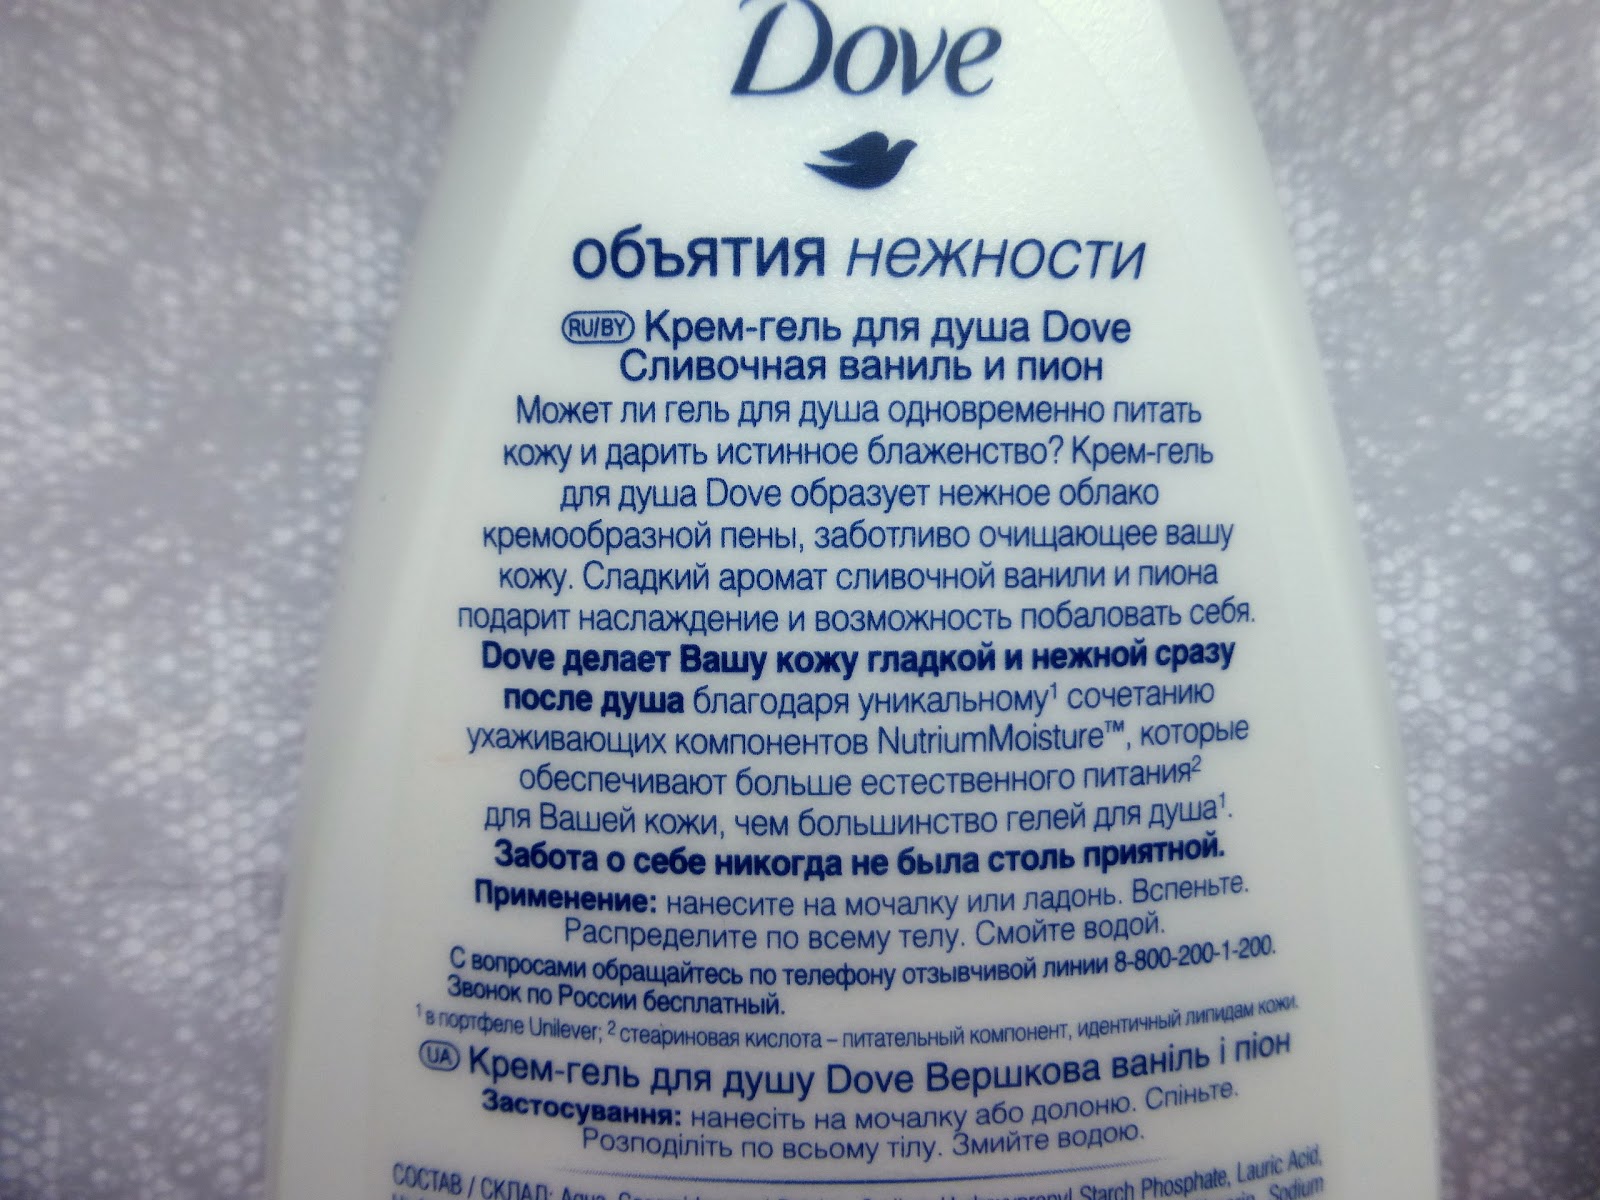 Dove
объятия нежности
RU/BY Крем-гель для душа Dove
Сливочная ваниль и пион
Может ли гель для душа одновременно питать
кожу и дарить истинное блаженство? Крем-гель
для душа Dove образует нежное облако
кремообразной пены, заботливо очищающее вашу
кожу. Сладкий аромат сливочной ванили и пиона
подарит наслаждение и возможность побаловать себя.
Dove делает Вашу кожу гладкой и нежной сразу
после душа благодаря уникальному¹ сочетанию
ухаживающих компонентов NutriumMoisture™, которые
обеспечивают больше естественного питания²
для Вашей кожи, чем большинство гелей для душа¹.
Забота о себе никогда не была столь приятной.
Применение: нанесите на мочалку или ладонь. Вспеньте.
Распределите по всему телу. Смойте водой.
С вопросами обращайтесь по телефону отзывчивой линии 8-800-200-1-200.
Звонок по России бесплатный.
¹ в портфеле Unilever; ² стеариновая кислота – питательный компонент, идентичный липидам кожи.
UA Крем-гель для душу Dove Вершкова ваніль і піон
Застосування: нанесіть на мочалку або долоню. Спіньте.
Розподіліть по всьому тілу. Змийте водою.
СОСТАВ / СКЛАД: Aqua, Starch Phosphate, Lauric Acid,
Sodium